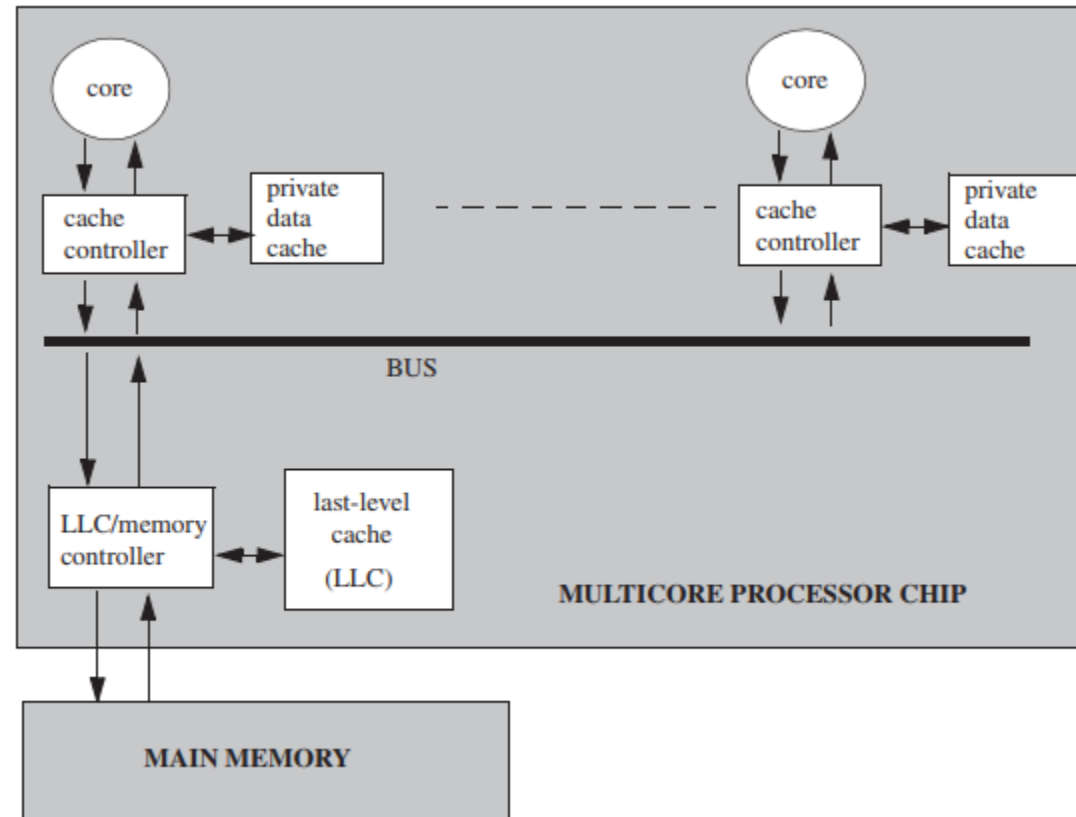 core
core
cache
controller
private
data
cache
cache
controller
private
data
cache
BUS
LLC/memory
controller
last-level
cache
(LLC)
MULTICORE PROCESSOR CHIP
MAIN MEMORY